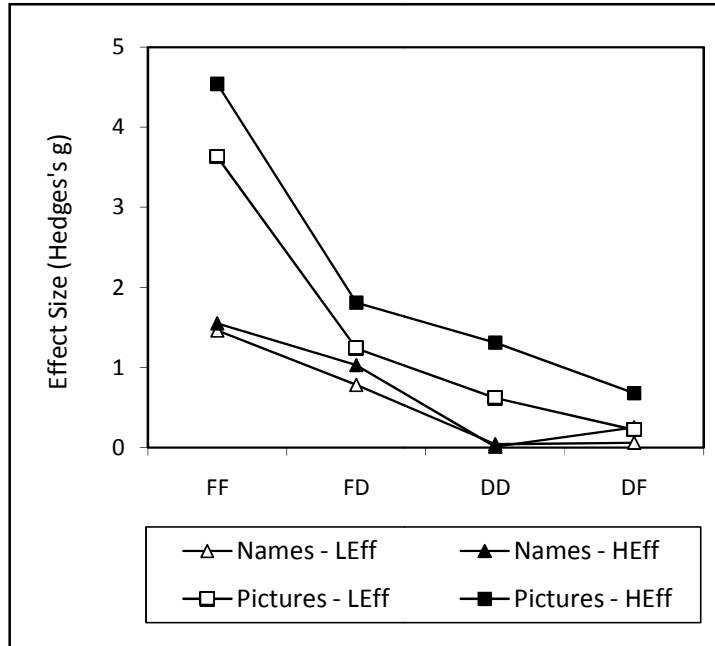 5
4
3
2
1
0
Effect Size (Hedges's g)
FF FD DD DF
Names - LEff Names - HEff
Pictures - LEff Pictures - HEff